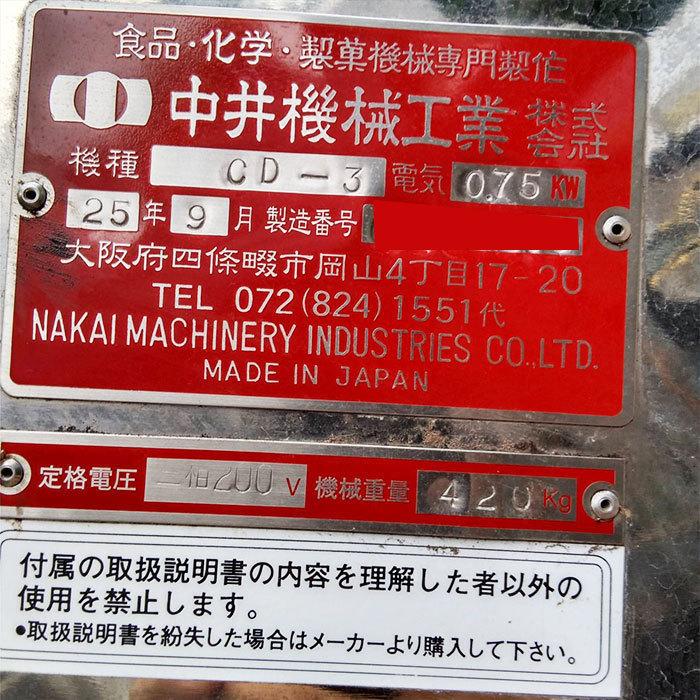 食品・化学・製菓機械専門製作
中井機械工業株式会社
機種 CD-3 電気 0.75 KW
25年9月 製造番号
大阪府四條畷市岡山4丁目17-20
TEL 072(824)1551代
NAKAI MACHINERY INDUSTRIES CO.,LTD.
MADE IN JAPAN
定格電圧 三相200 V 機械重量 420 Kg
付属の取扱説明書の内容を理解した者以外の
使用を禁止します。
●取扱説明書を紛失した場合はメーカーより購入して下さい。